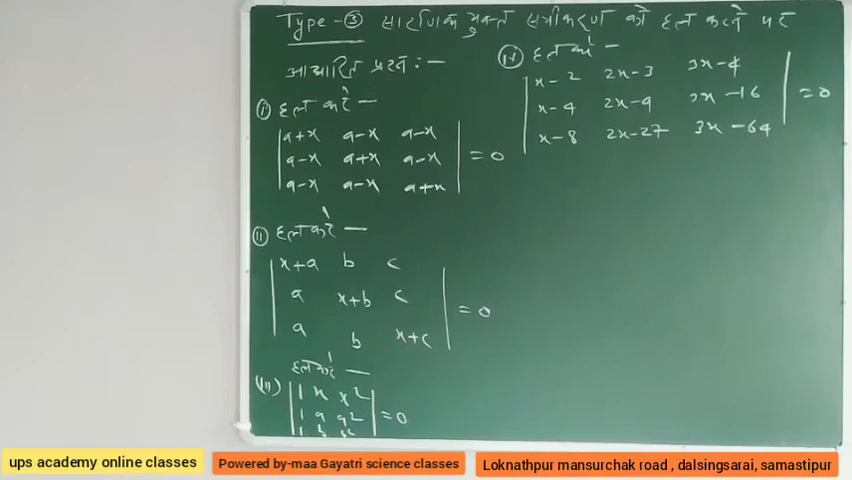 Type-③ सारणिक युक्त समीकरण को हल करने पर
आधारित प्रश्न :—
(i) हल करें —
| a+x a-x a-x |
| a-x a+x a-x | = 0
| a-x a-x a+x |
(ii) हल करें —
| x+a b c |
| a x+b c | = 0
| a b x+c |
हल करें —
(iii) | 1 x x² |
| 1 a a² | = 0
| 1 b b² |
(iv) हल करें —
| x-2 2x-3 3x-4 |
| x-4 2x-9 3x-16 | = 0
| x-8 2x-27 3x-64 |
ups academy online classes
Powered by-maa Gayatri science classes
Loknathpur mansurchak road , dalsingsarai, samastipur